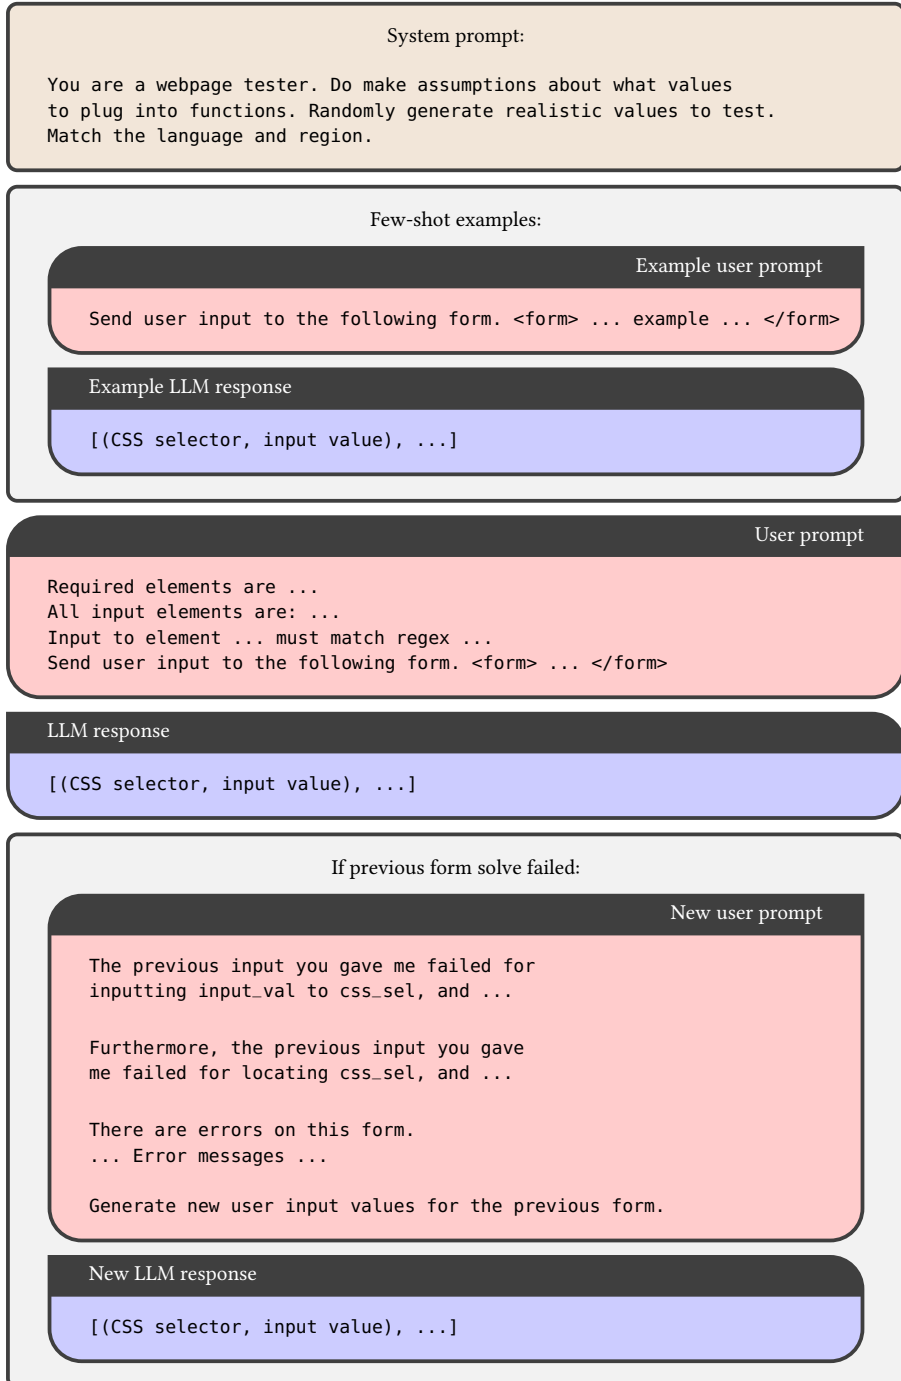 System prompt:
You are a webpage tester. Do make assumptions about what values
to plug into functions. Randomly generate realistic values to test.
Match the language and region.
Few-shot examples:
Example user prompt
Send user input to the following form. <form> ... example ... </form>
Example LLM response
[(CSS selector, input value), ...]
User prompt
Required elements are ...
All input elements are: ...
Input to element ... must match regex ...
Send user input to the following form. <form> ... </form>
LLM response
[(CSS selector, input value), ...]
If previous form solve failed:
New user prompt
The previous input you gave me failed for
inputting input_val to css_sel, and ...
Furthermore, the previous input you gave
me failed for locating css_sel, and ...
There are errors on this form.
... Error messages ...
Generate new user input values for the previous form.
New LLM response
[(CSS selector, input value), ...]